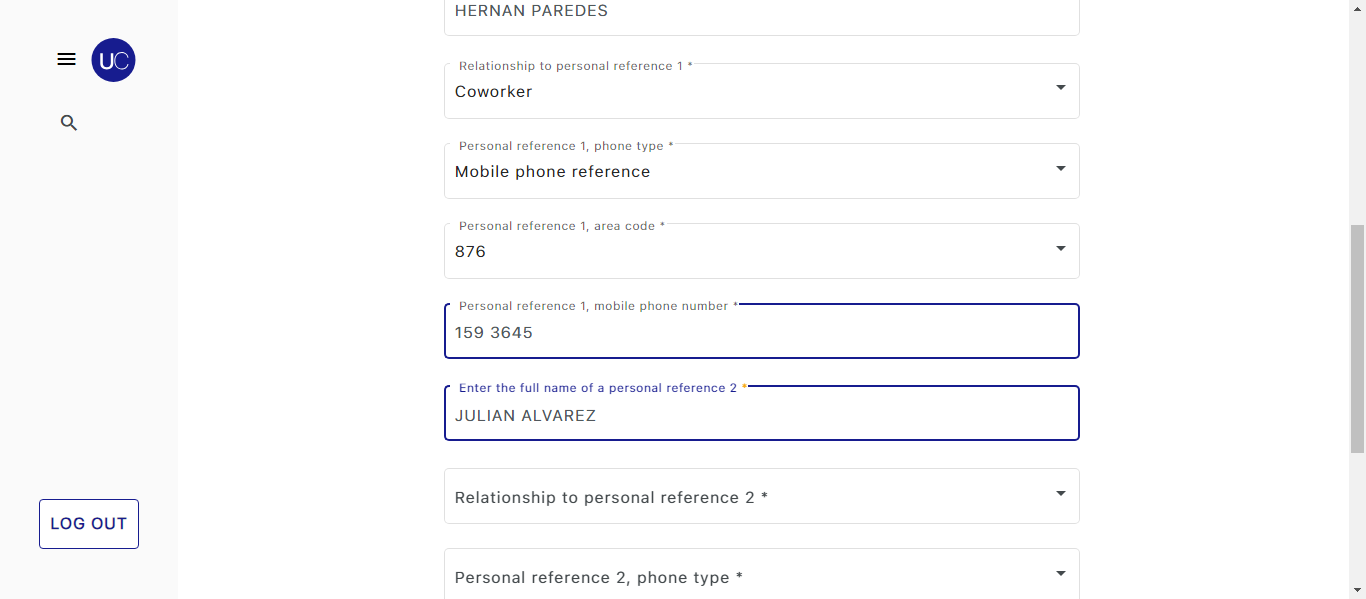 HERNAN PAREDES
UC
Relationship to personal reference 1 *
Coworker
Personal reference 1, phone type *
Mobile phone reference
Personal reference 1, area code *
876
Personal reference 1, mobile phone number *
159 3645
Enter the full name of a personal reference 2 *
JULIAN ALVAREZ
Relationship to personal reference 2 *
LOG OUT
Personal reference 2, phone type *